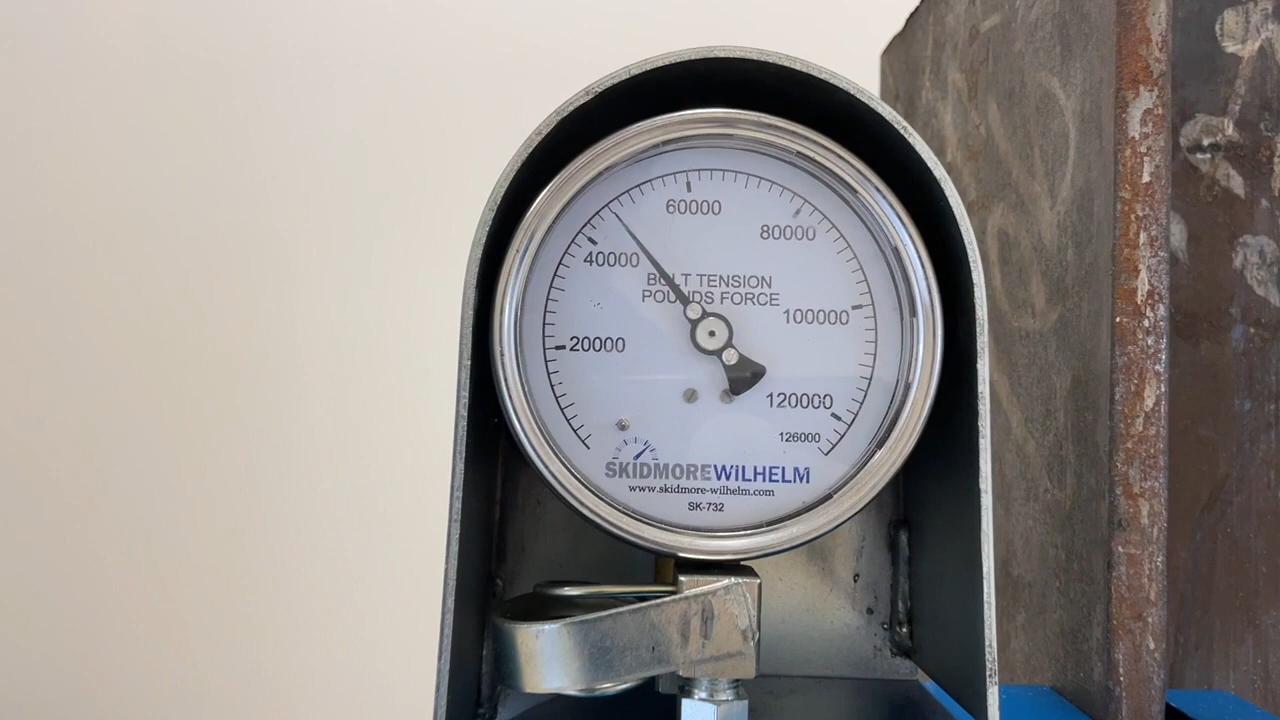 60000
80000
40000
BOLT TENSION
POUNDS FORCE
100000
20000
120000
126000
SKIDMOREWILHELM
www.skidmore-wilhelm.com
SK-732